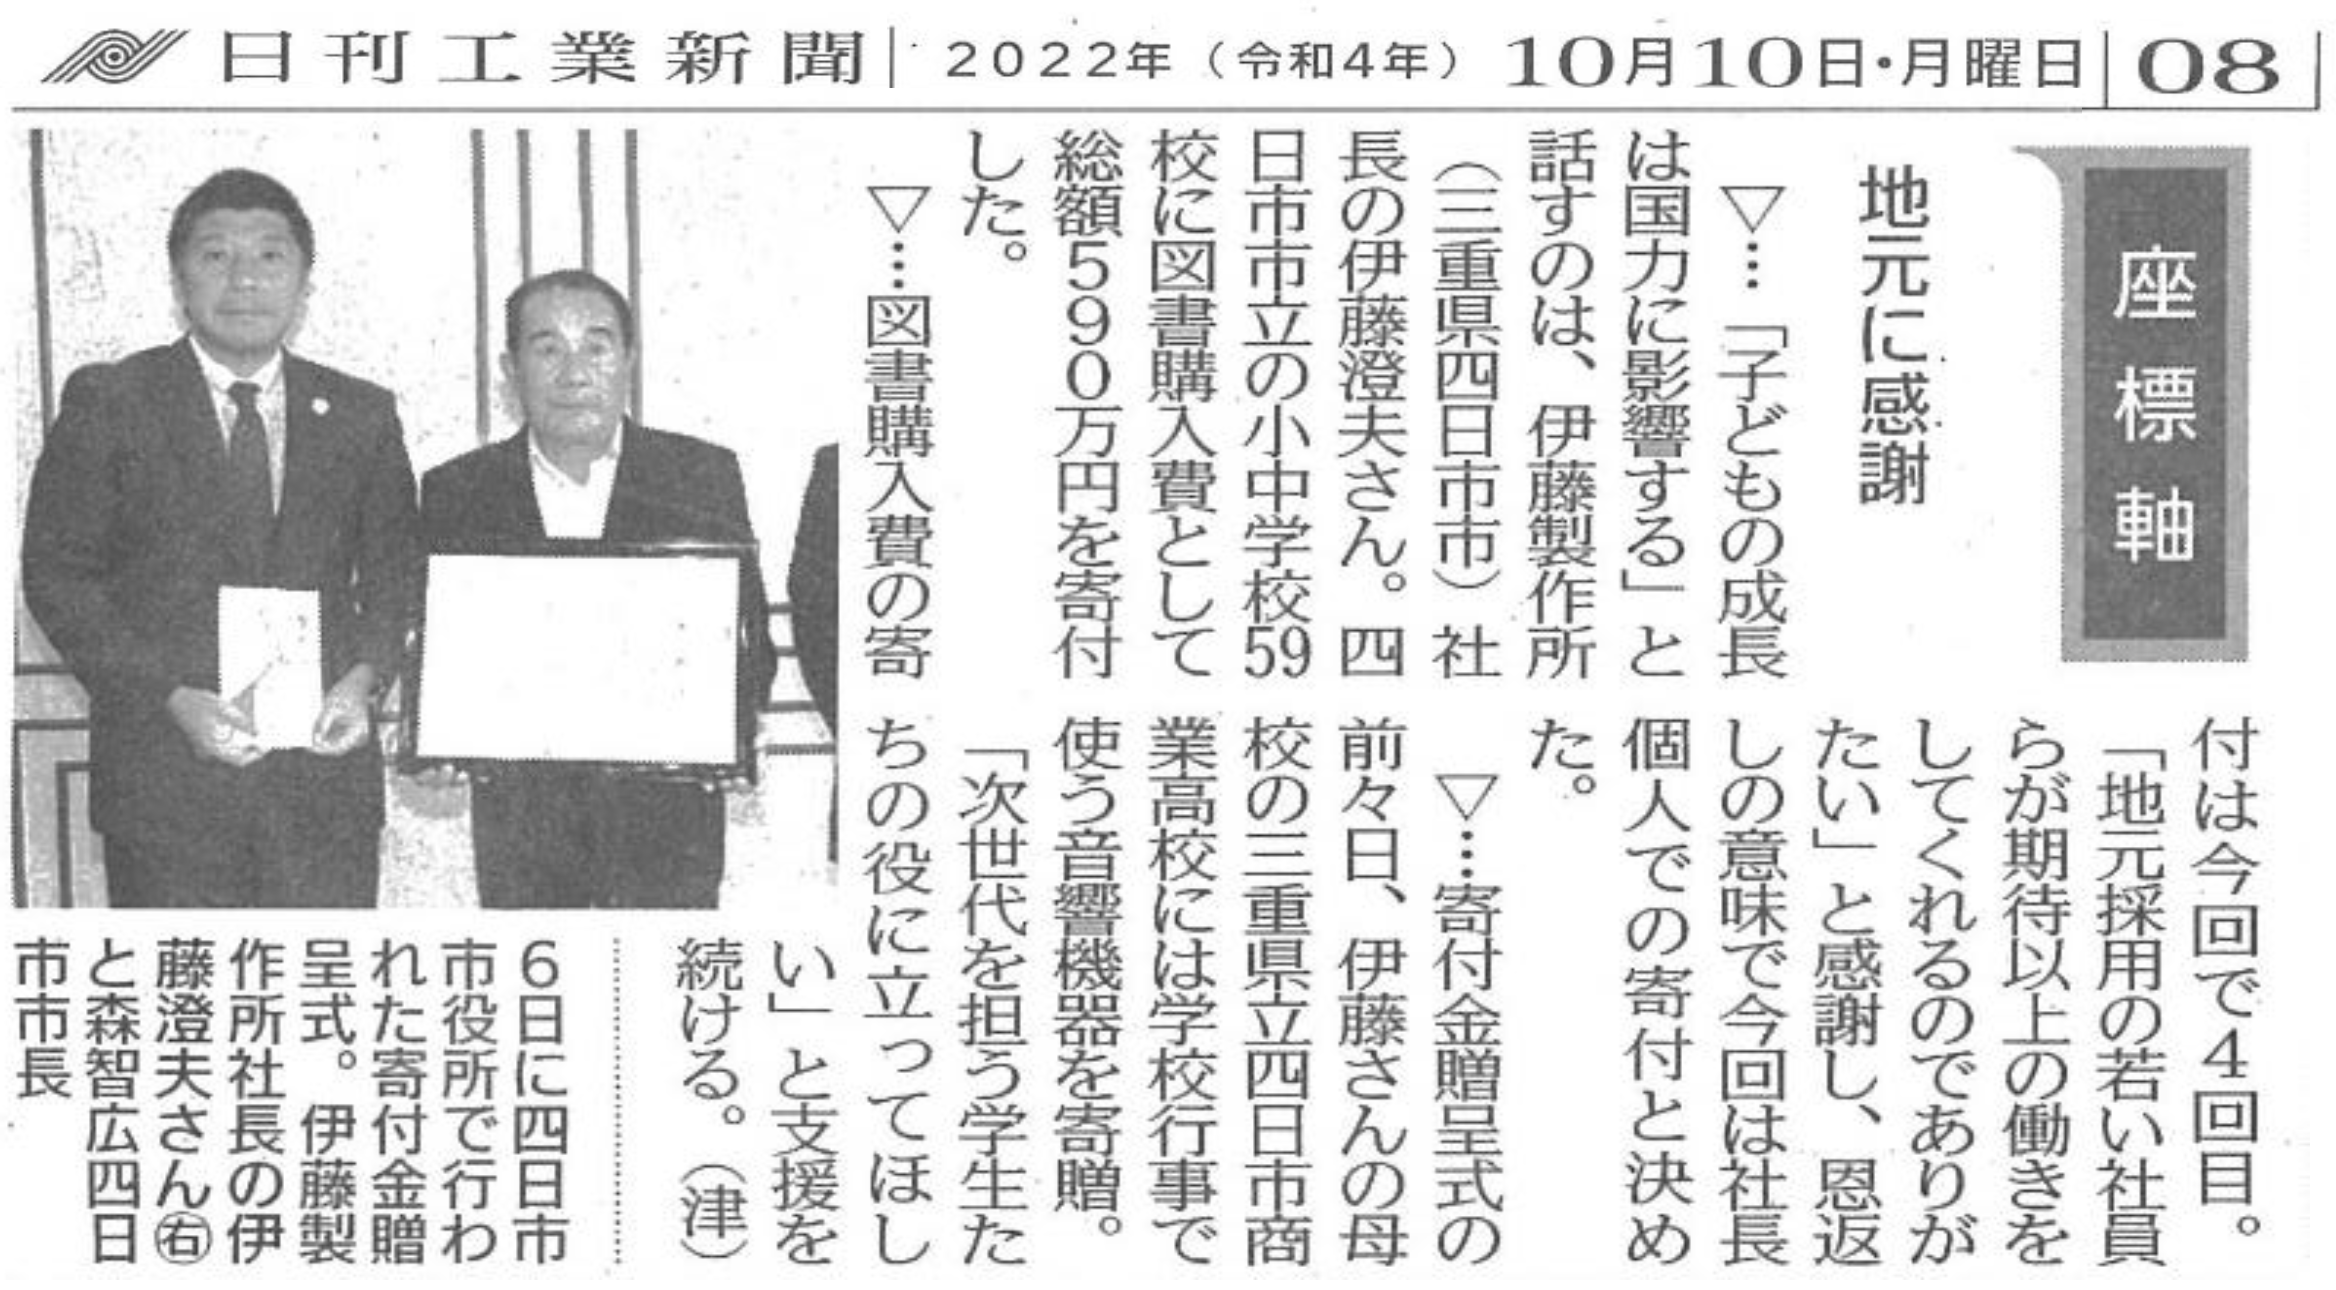 日刊工業新聞
2022年（令和4年）
10月10日・月曜日
08
座標軸
地元に感謝
▽…「子どもの成長
は国力に影響する」と
話すのは、伊藤製作所
（三重県四日市市）社
長の伊藤澄夫さん。四
日市市立の小中学校59
校に図書購入費として
総額５９０万円を寄付
した。
▽…図書購入費の寄
付は今回で４回目。
「地元採用の若い社員
らが期待以上の働きを
してくれるのでありが
たい」と感謝し、恩返
しの意味で今回は社長
個人での寄付と決め
た。
▽…寄付金贈呈式の
前々日、伊藤さんの母
校の三重県立四日市商
業高校には学校行事で
使う音響機器を寄贈。
「次世代を担う学生た
ちの役に立ってほし
い」と支援を
続ける。（津）
６日に四日市
市役所で行わ
れた寄付金贈
呈式。伊藤製
作所社長の伊
藤澄夫さん㊨
と森智広四日
市市長